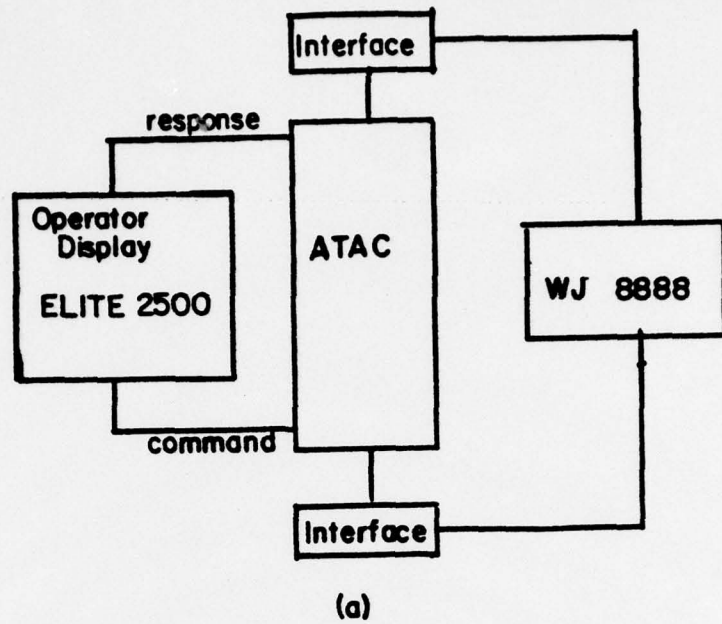 Interface
response
Operator
Display
ELITE 2500
ATAC
WJ 8888
command
Interface
(a)